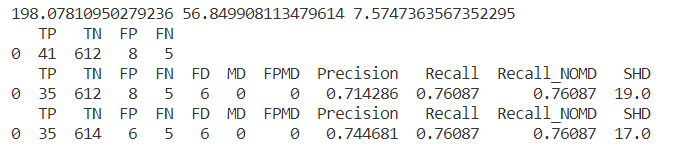 198.07810950279236 56.849908113479614 7.5747363567352295
TP TN FP FN
0 41 612 8 5
TP TN FP FN FD MD FPMD Precision Recall Recall_NOMD SHD
0 35 612 8 5 6 0 0 0.714286 0.76087 0.76087 19.0
TP TN FP FN FD MD FPMD Precision Recall Recall_NOMD SHD
0 35 614 6 5 6 0 0 0.744681 0.76087 0.76087 17.0